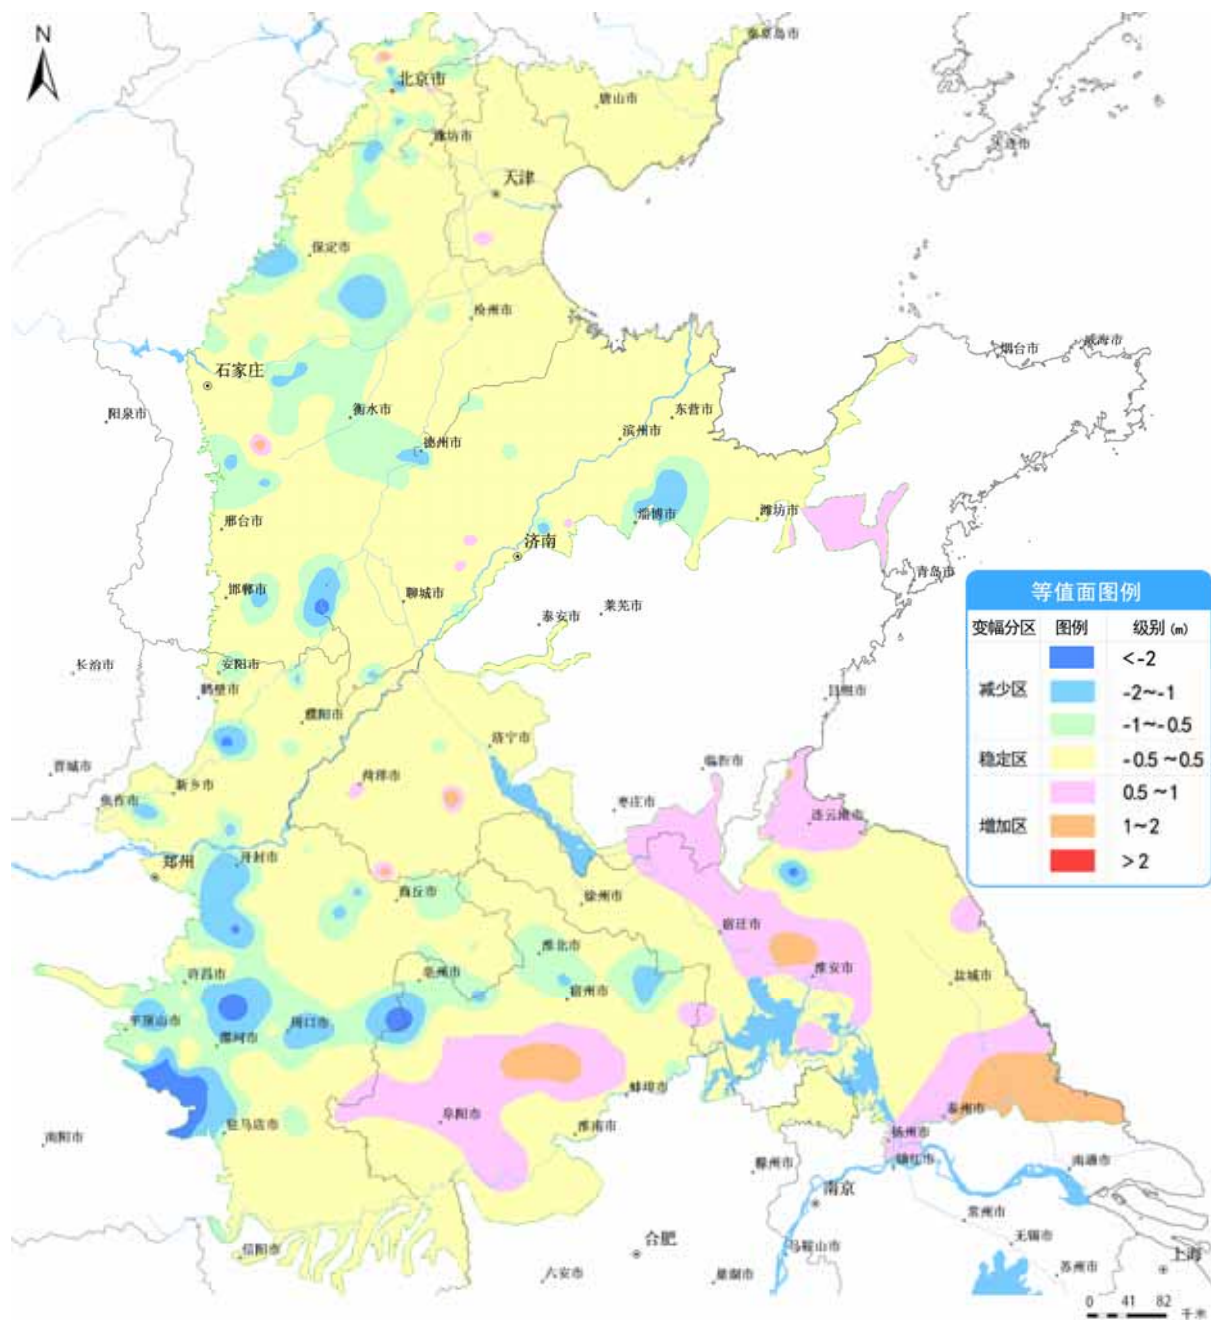 N
秦皇岛市
北京市
唐山市
潍坊市
大连市
天津
保定市
沧州市
烟台市
威海市
石家庄
阳泉市
衡水市
东营市
滨州市
德州市
淄博市
潍坊市
邢台市
济南
青岛市
邯郸市
聊城市
泰安市
莱芜市
长治市
安阳市
鹤壁市
日照市
濮阳市
济宁市
临沂市
晋城市
新乡市
菏泽市
焦作市
枣庄市
连云港市
郑州
开封市
商丘市
徐州市
宿迁市
淮北市
许昌市
亳州市
淮安市
盐城市
宿州市
平顶山市
周口市
漯河市
蚌埠市
阜阳市
泰州市
驻马店市
淮南市
扬州市
南阳市
滁州市
镇江市
南通市
南京
常州市
信阳市
合肥
马鞍山市
无锡市
上海
六安市
巢湖市
苏州市
等值面图例
变幅分区 图例 级别 (m)
<-2
减少区 -2~-1
-1~-0.5
稳定区 -0.5~0.5
0.5~1
增加区 1~2
>2
0 41 82
千米